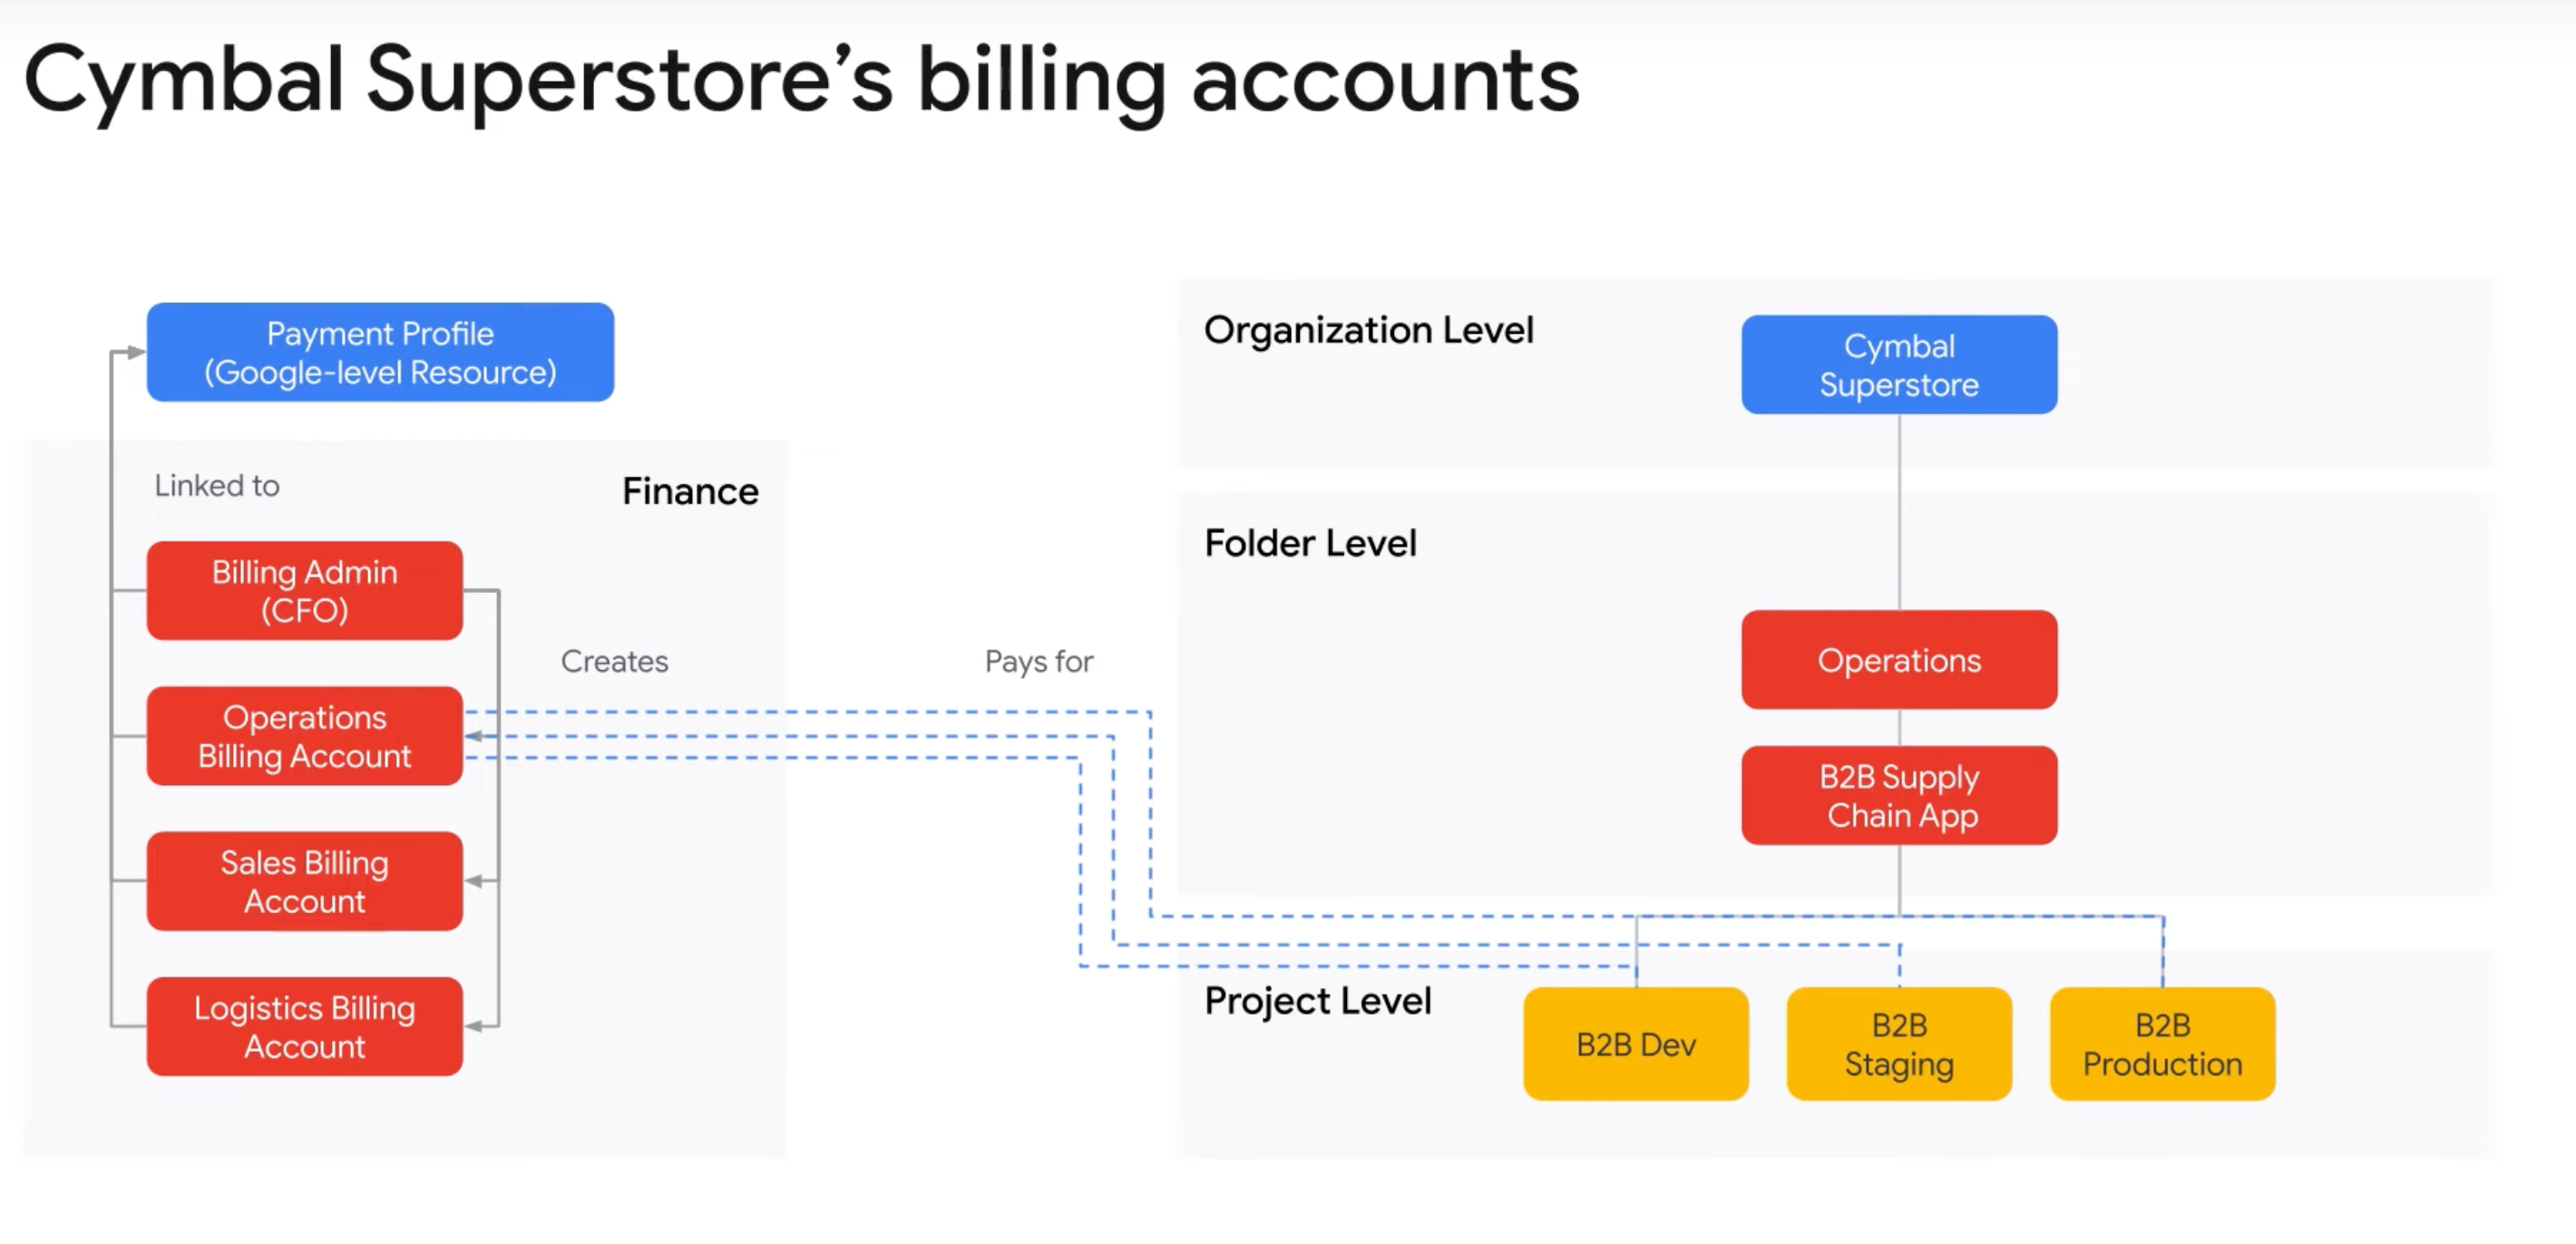 Cymbal Superstore’s billing accounts
Payment Profile
(Google-level Resource)
Linked to
Finance
Billing Admin
(CFO)
Creates
Operations
Billing Account
Sales Billing
Account
Logistics Billing
Account
Pays for
Organization Level
Cymbal
Superstore
Folder Level
Operations
B2B Supply
Chain App
Project Level
B2B Dev
B2B
Staging
B2B
Production